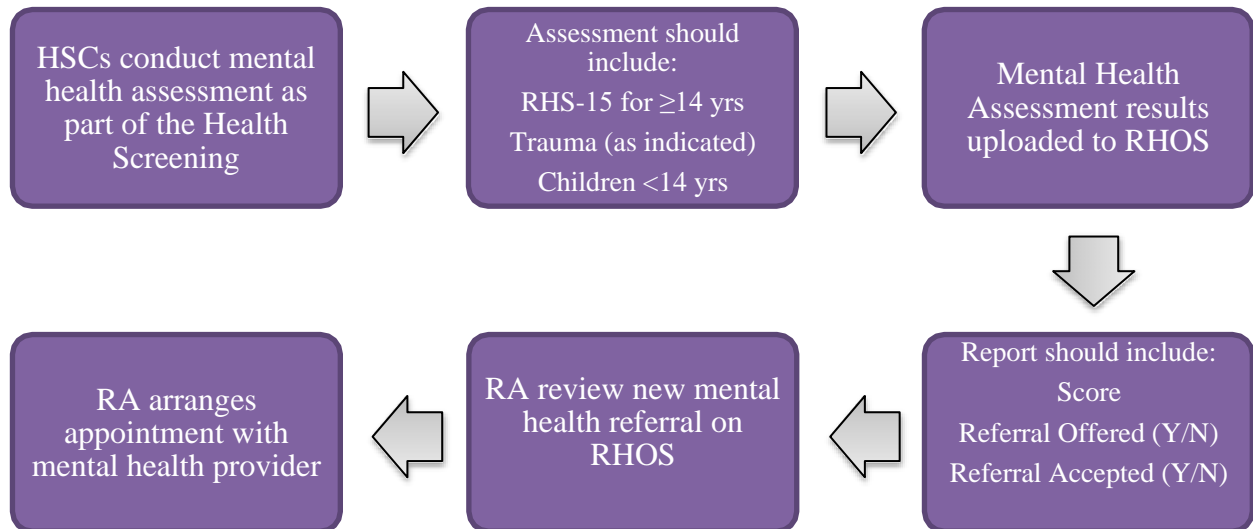 HSCs conduct mental
health assessment as
part of the Health
Screening
Assessment should
include:
RHS-15 for ≥14 yrs
Trauma (as indicated)
Children <14 yrs
Mental Health
Assessment results
uploaded to RHOS
Report should include:
Score
Referral Offered (Y/N)
Referral Accepted (Y/N)
RA review new mental
health referral on
RHOS
RA arranges
appointment with
mental health provider